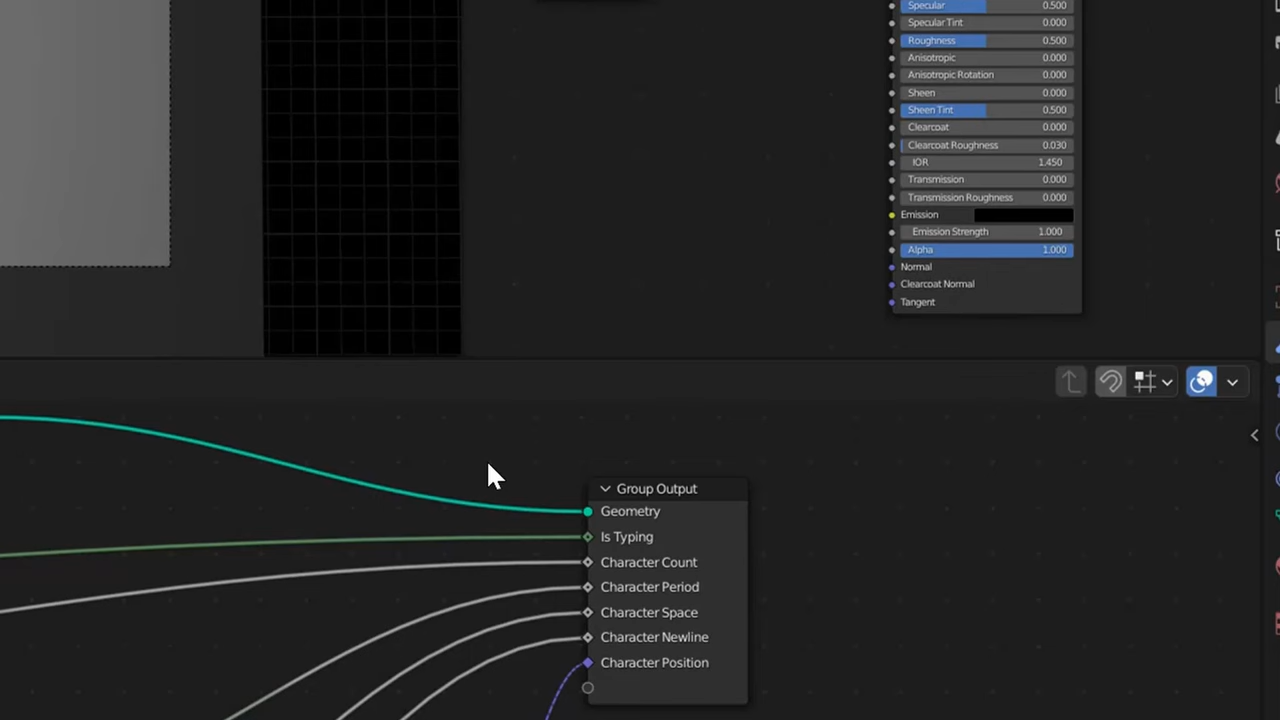 Specular 0.500
Specular Tint 0.000
Roughness 0.500
Anisotropic 0.000
Anisotropic Rotation 0.000
Sheen 0.000
Sheen Tint 0.500
Clearcoat 0.000
Clearcoat Roughness 0.030
IOR 1.450
Transmission 0.000
Transmission Roughness 0.000
Emission
Emission Strength 1.000
Alpha 1.000
Normal
Clearcoat Normal
Tangent
Group Output
Geometry
Is Typing
Character Count
Character Period
Character Space
Character Newline
Character Position